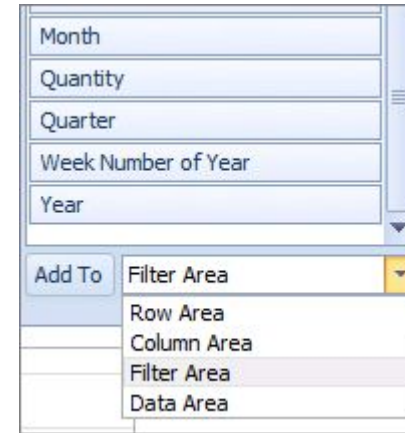 Month
Quantity
Quarter
Week Number of Year
Year
Add To Filter Area
Row Area
Column Area
Filter Area
Data Area